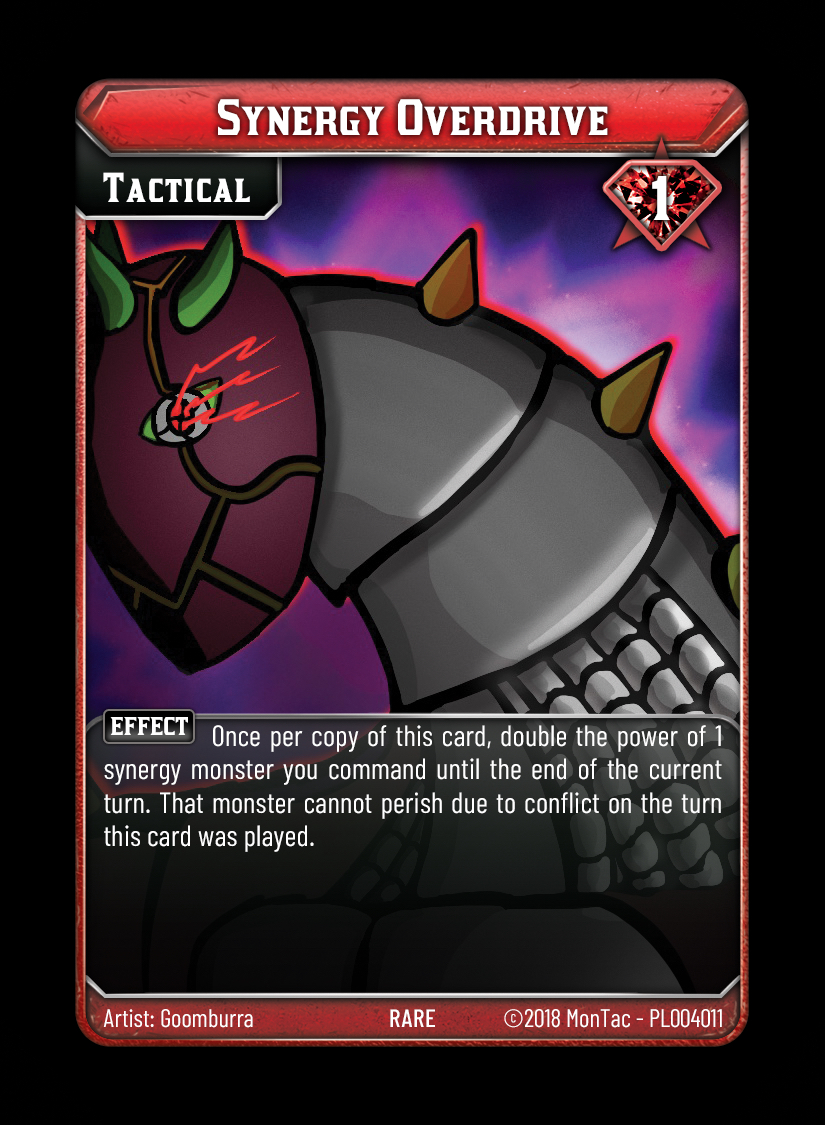 Synergy Overdrive
Tactical
1
EFFECT Once per copy of this card, double the power of 1
synergy monster you command until the end of the current
turn. That monster cannot perish due to conflict on the turn
this card was played.
Artist: Goomburra RARE ©2018 MonTac - PL004011